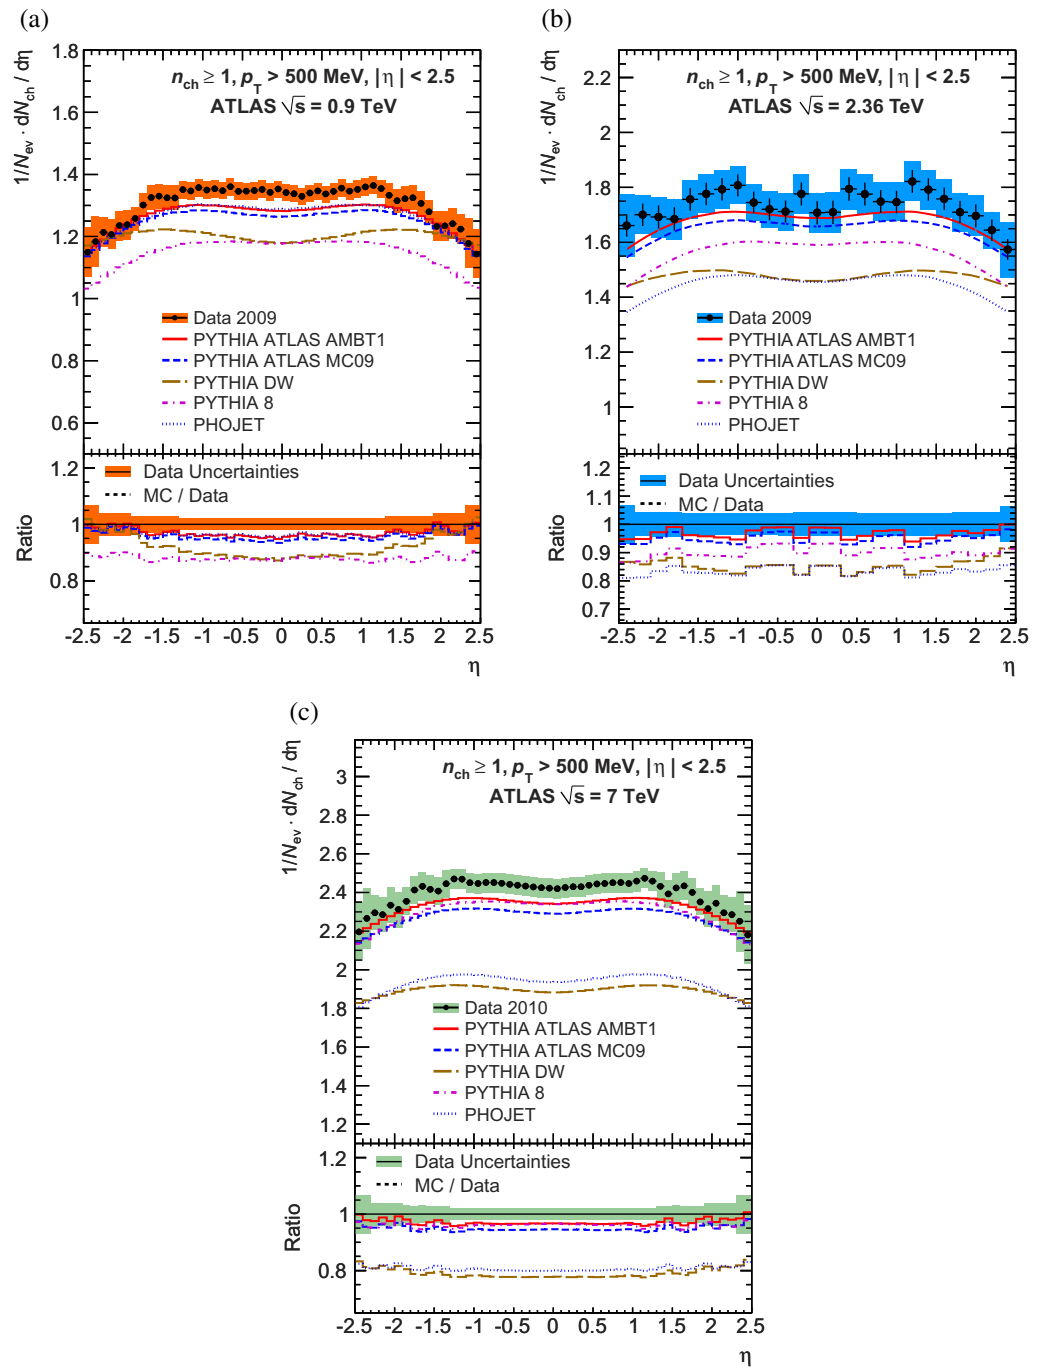 (a)
1/N_ev · dN_ch / dη
n_ch ≥ 1, p_T > 500 MeV, |η| < 2.5
ATLAS √s = 0.9 TeV
1.8
1.6
1.4
1.2
1
0.8
0.6
Data 2009
PYTHIA ATLAS AMBT1
PYTHIA ATLAS MC09
PYTHIA DW
PYTHIA 8
PHOJET
Ratio
1.2
1
0.8
Data Uncertainties
MC / Data
-2.5 -2 -1.5 -1 -0.5 0 0.5 1 1.5 2 2.5
η
(b)
1/N_ev · dN_ch / dη
n_ch ≥ 1, p_T > 500 MeV, |η| < 2.5
ATLAS √s = 2.36 TeV
2.2
2
1.8
1.6
1.4
1.2
1
Data 2009
PYTHIA ATLAS AMBT1
PYTHIA ATLAS MC09
PYTHIA DW
PYTHIA 8
PHOJET
Ratio
1.2
1.1
1
0.9
0.8
0.7
Data Uncertainties
MC / Data
-2.5 -2 -1.5 -1 -0.5 0 0.5 1 1.5 2 2.5
η
(c)
1/N_ev · dN_ch / dη
n_ch ≥ 1, p_T > 500 MeV, |η| < 2.5
ATLAS √s = 7 TeV
3
2.8
2.6
2.4
2.2
2
1.8
1.6
1.4
1.2
Data 2010
PYTHIA ATLAS AMBT1
PYTHIA ATLAS MC09
PYTHIA DW
PYTHIA 8
PHOJET
Ratio
1.2
1
0.8
Data Uncertainties
MC / Data
-2.5 -2 -1.5 -1 -0.5 0 0.5 1 1.5 2 2.5
η